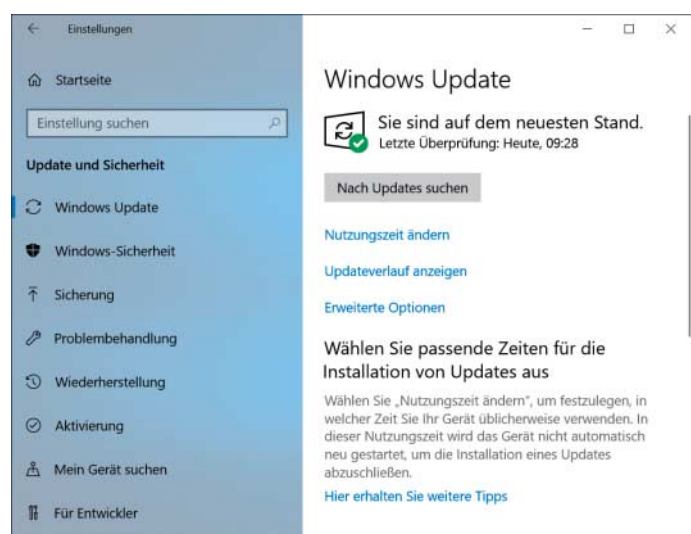 Einstellungen
Startseite
Einstellung suchen
Update und Sicherheit
Windows Update
Windows-Sicherheit
Sicherung
Problembehandlung
Wiederherstellung
Aktivierung
Mein Gerät suchen
Für Entwickler
Windows Update
Sie sind auf dem neuesten Stand.
Letzte Überprüfung: Heute, 09:28
Nach Updates suchen
Nutzungszeit ändern
Updateverlauf anzeigen
Erweiterte Optionen
Wählen Sie passende Zeiten für die
Installation von Updates aus
Wählen Sie „Nutzungszeit ändern“, um festzulegen, in
welcher Zeit Sie Ihr Gerät üblicherweise verwenden. In
dieser Nutzungszeit wird das Gerät nicht automatisch
neu gestartet, um die Installation eines Updates
abzuschließen.
Hier erhalten Sie weitere Tipps